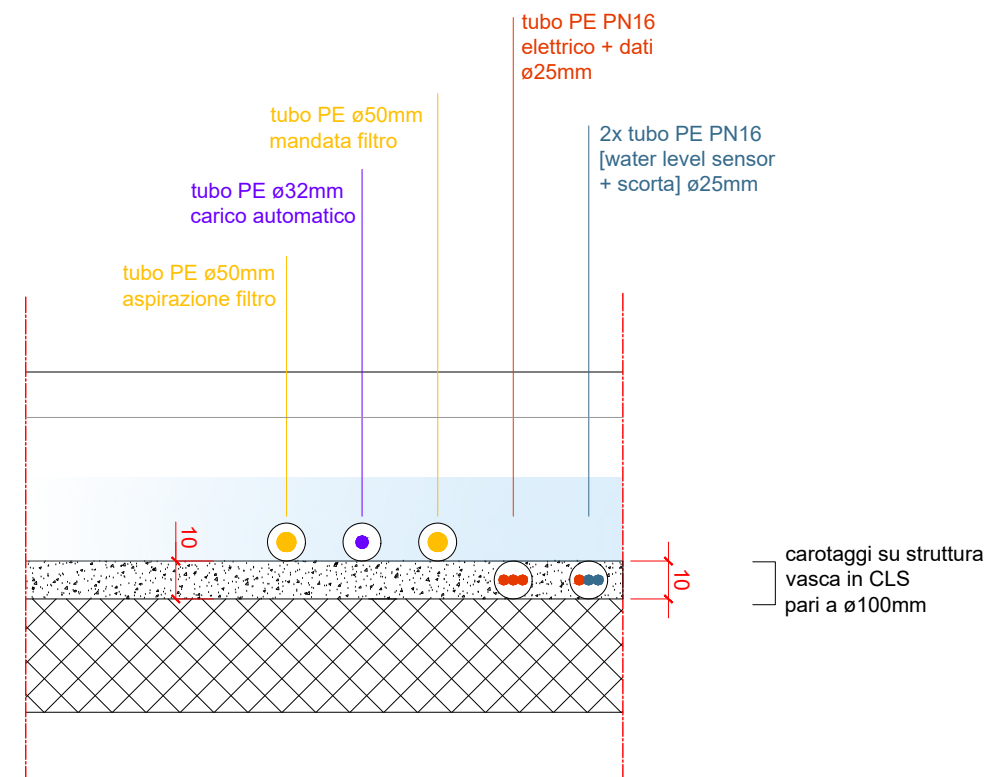 tubo PE PN16
elettrico + dati
ø25mm
tubo PE ø50mm
mandata filtro
2x tubo PE PN16
[water level sensor
+ scorta] ø25mm
tubo PE ø32mm
carico automatico
tubo PE ø50mm
aspirazione filtro
10
10
carotaggi su struttura
vasca in CLS
pari a ø100mm